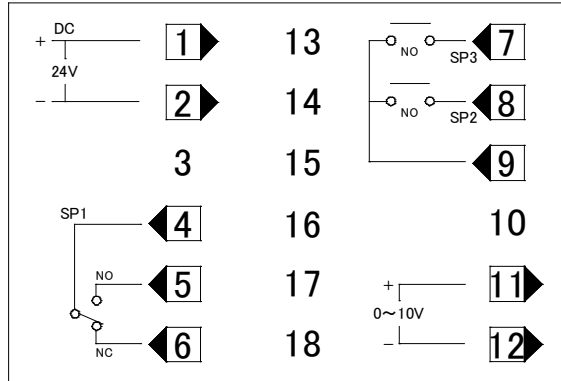 DC
+ 1 13 7
NO SP3
24V
- 2 14 8
NO SP2
3 15 9
SP1
4 16 10
NO 5 17 + 11
0～10V
NC 6 18 - 12